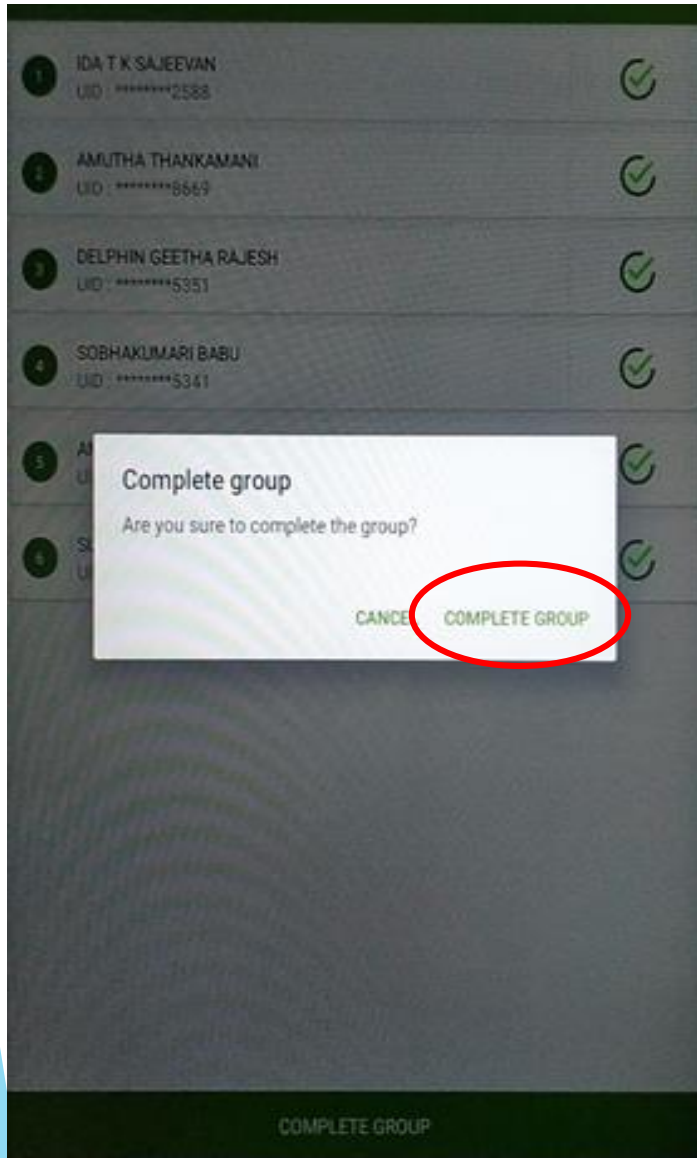 1
IDA T K SAJEEVAN
UID : ********2588
2
AMUTHA THANKAMANI
UID : ********8669
3
DELPHIN GEETHA RAJESH
UID : ********5351
4
SOBHAKUMARI BABU
UID : ********5341
5
6
Complete group
Are you sure to complete the group?
CANCE
COMPLETE GROUP
COMPLETE GROUP